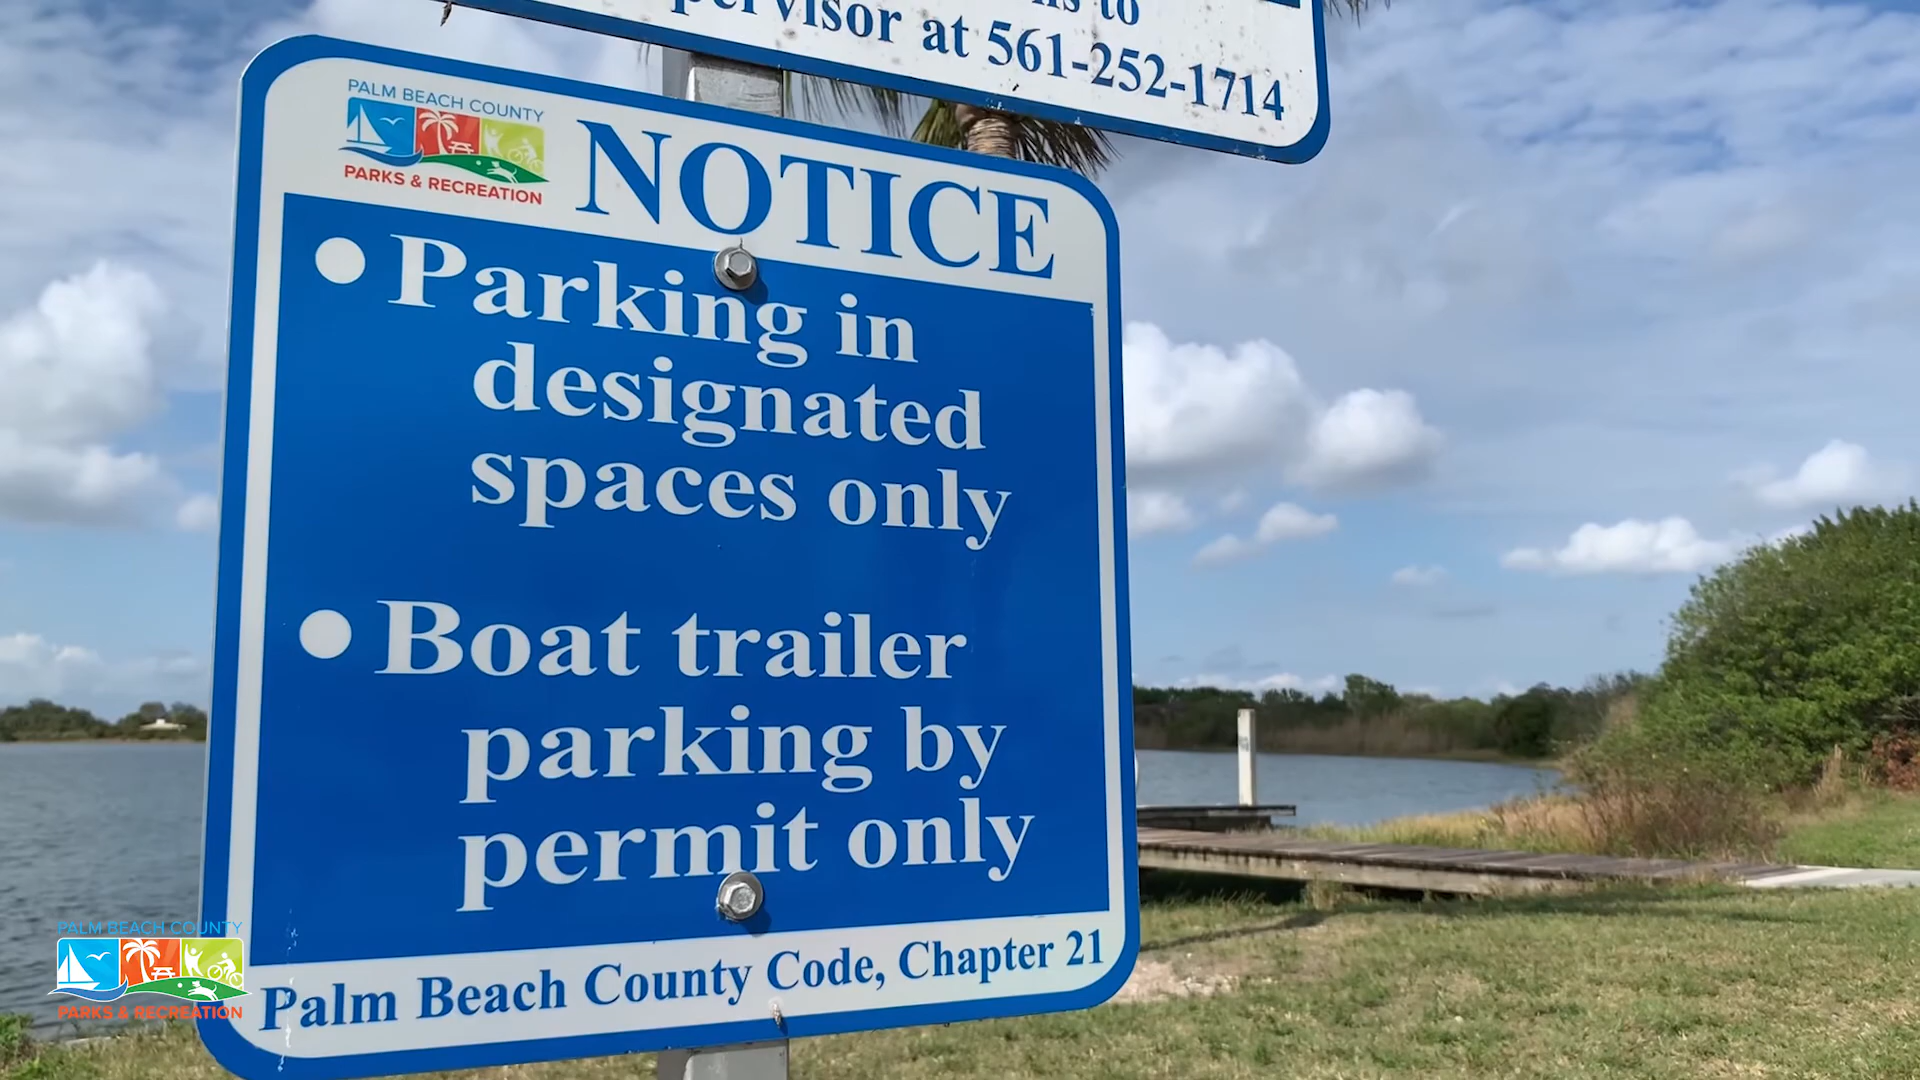 to
at 561-252-1714
PALM BEACH COUNTY
PARKS & RECREATION
NOTICE
• Parking in
designated
spaces only
• Boat trailer
parking by
permit only
Palm Beach County Code, Chapter 21
PALM BEACH COUNTY
PARKS & RECREATION